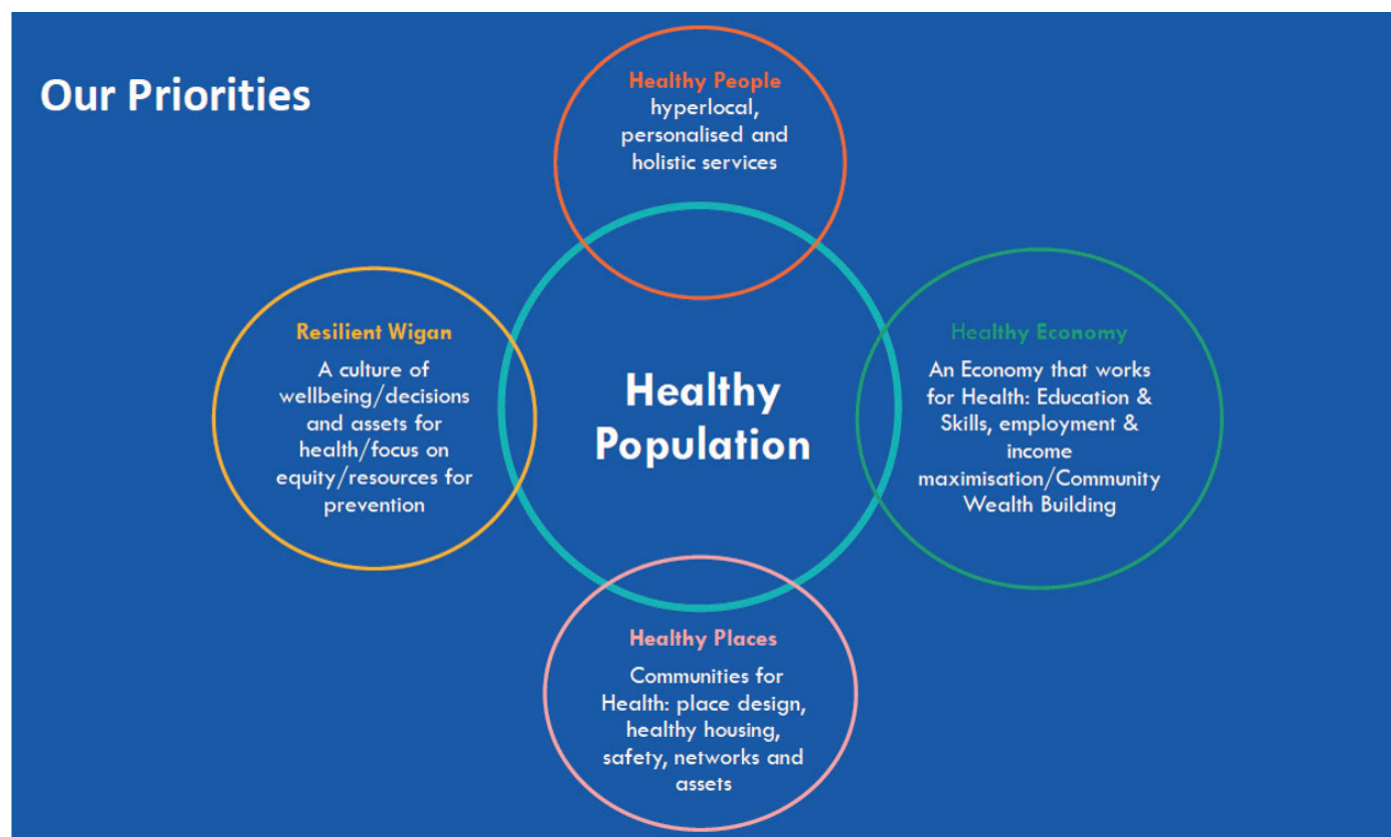 Our Priorities
Healthy People
hyperlocal,
personalised and
holistic services
Resilient Wigan
A culture of
wellbeing/decisions
and assets for
health/focus on
equity/resources for
prevention
Healthy
Population
Healthy Economy
An Economy that works
for Health: Education &
Skills, employment &
income
maximisation/Community
Wealth Building
Healthy Places
Communities for
Health: place design,
healthy housing,
safety, networks and
assets